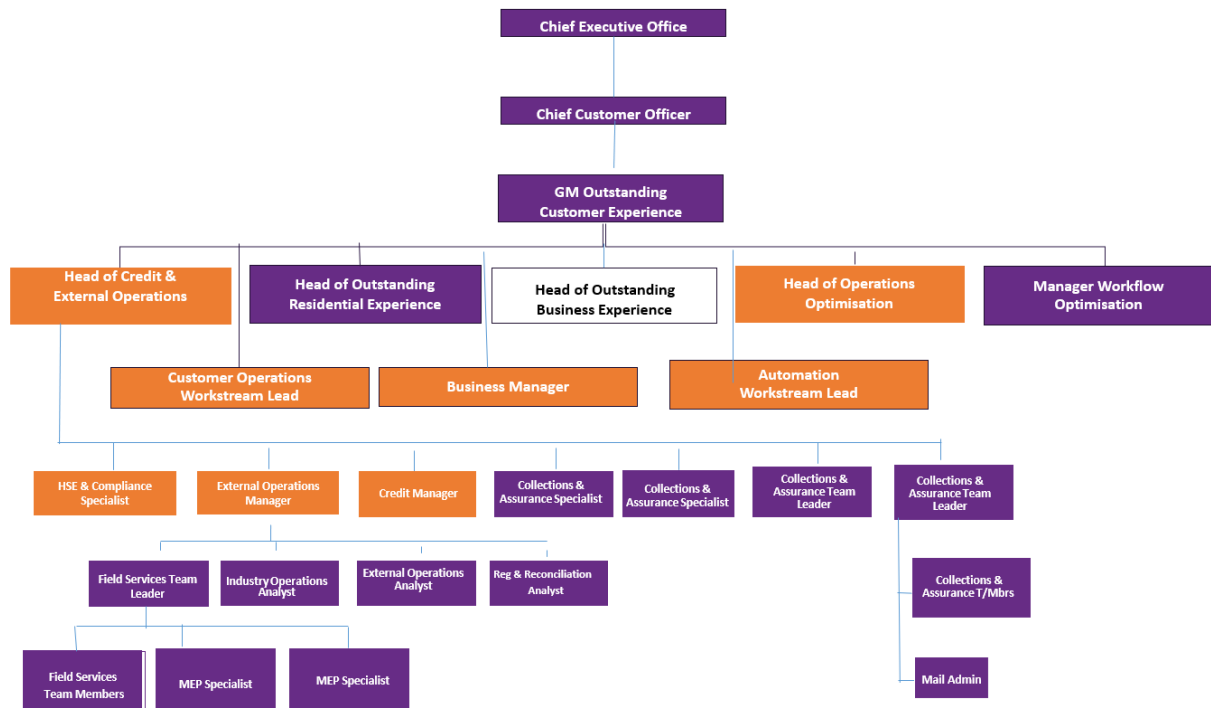 Chief Executive Office
Chief Customer Officer
GM Outstanding
Customer Experience
Head of Credit &
External Operations
Head of Outstanding
Residential Experience
Head of Outstanding
Business Experience
Head of Operations
Optimisation
Manager Workflow
Optimisation
Customer Operations
Workstream Lead
Business Manager
Automation
Workstream Lead
HSE & Compliance
Specialist
External Operations
Manager
Credit Manager
Collections &
Assurance Specialist
Collections &
Assurance Specialist
Collections &
Assurance Team
Leader
Collections &
Assurance Team
Leader
Field Services Team
Leader
Industry Operations
Analyst
External Operations
Analyst
Reg & Reconciliation
Analyst
Collections &
Assurance T/Mbrs
Field Services
Team Members
MEP Specialist
MEP Specialist
Mail Admin